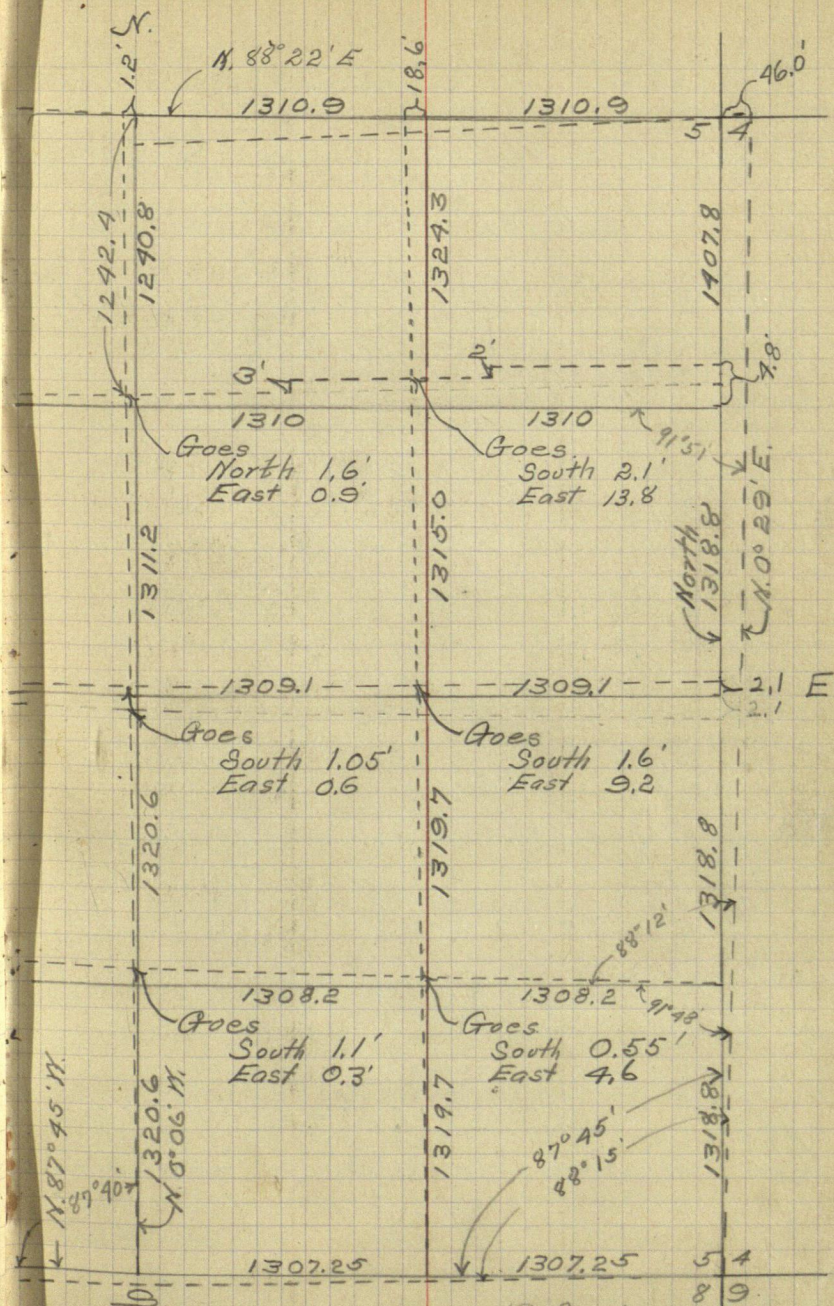 1.2' N.
N. 88° 22' E
18.6'
46.0'
1310.9
1310.9
5 4
1242.4
1240.8
1324.3
1407.8
3'
2'
7.8'
1310
1310
91°51'
Goes
North 1.6'
East 0.9'
Goes
South 2.1'
East 13.8
1311.2
1315.0
North
1318.8
N. 0° 29' E.
1309.1
1309.1
2.1 E
2.1
Goes
South 1.05'
East 0.6
Goes
South 1.6'
East 9.2
1320.6
1319.7
1318.8
88°12'
1308.2
1308.2
91°48'
Goes
South 1.1'
East 0.3'
Goes
South 0.55'
East 4.6
N. 87° 45' W.
87°40'
1320.6
N. 0° 06' W.
1319.7
87°45'
88°15'
1318.8
1307.25
1307.25
5 4
8 9